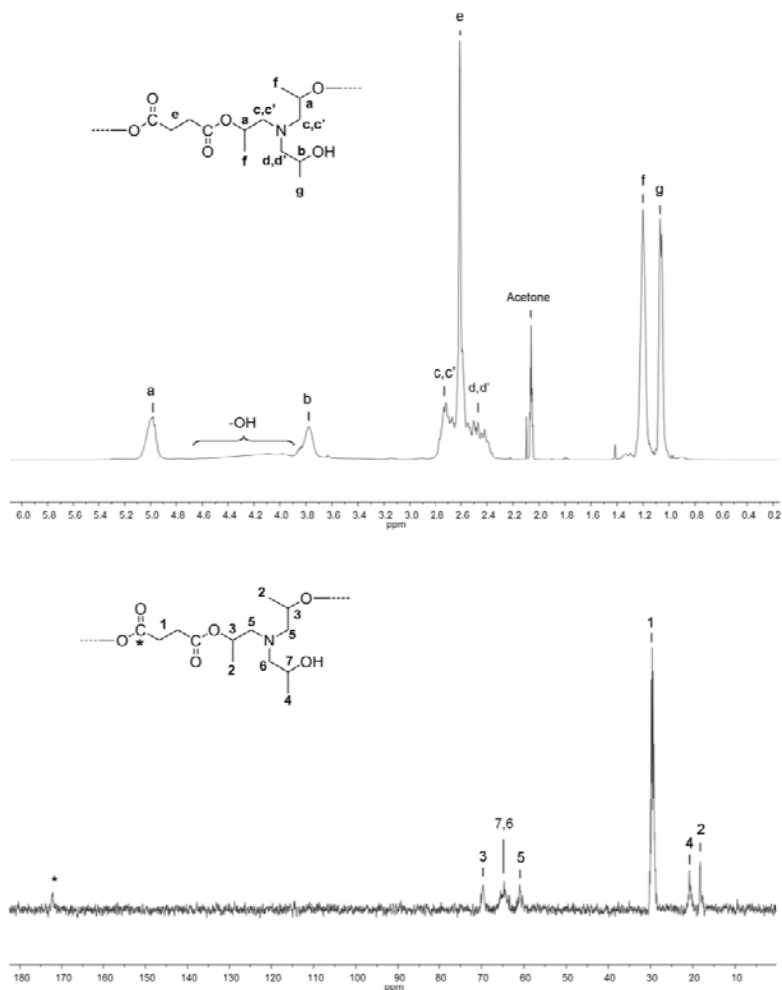 e
f O
a
O e c,c'
O a c,c'
O N
f d,d' b OH
g
e
f
g
Acetone
c,c'
d,d'
a
-OH
b
6.0 5.8 5.6 5.4 5.2 5.0 4.8 4.6 4.4 4.2 4.0 3.8 3.6 3.4 3.2 3.0 2.8 2.6 2.4 2.2 2.0 1.8 1.6 1.4 1.2 1.0 0.8 0.6 0.4 0.2
ppm
2 O
3
O 1 O 3 5 5
O * O N
2 6 7 OH
4
1
4
2
7,6
3
5
*
180 170 160 150 140 130 120 110 100 90 80 70 60 50 40 30 20 10 0
ppm